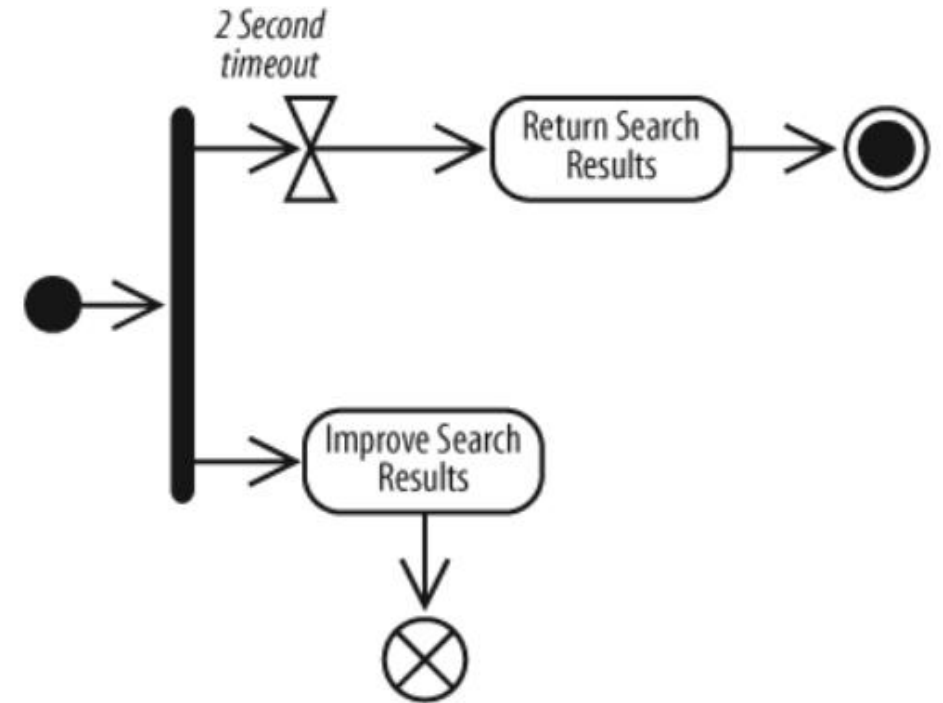 2 Second
timeout
Return Search
Results
Improve Search
Results